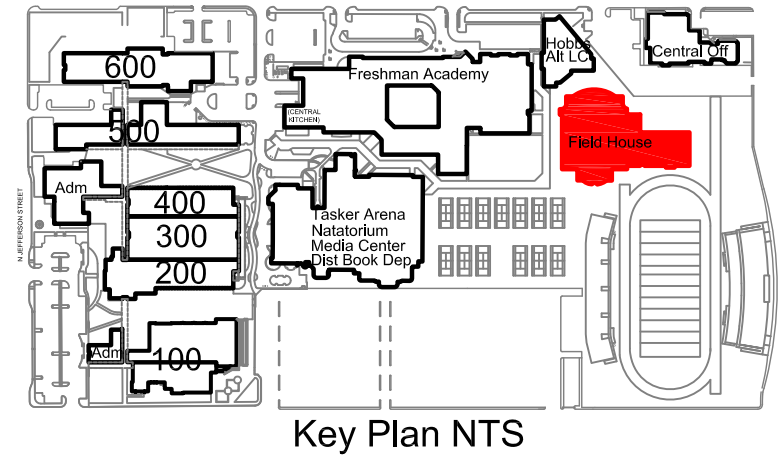 600
Freshman Academy
Hobbs
Alt LC
Central Off
(CENTRAL
KITCHEN)
500
Field House
Adm
400
300
200
Tasker Arena
Natatorium
Media Center
Dist Book Dep
N JEFFERSON STREET
Adm
100
Key Plan NTS